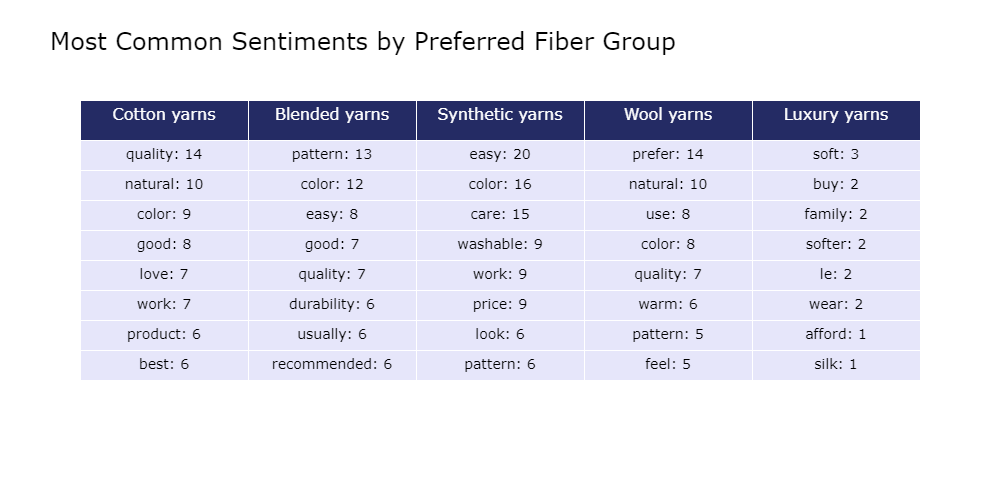 Most Common Sentiments by Preferred Fiber Group
Cotton yarns Blended yarns Synthetic yarns Wool yarns Luxury yarns
quality: 14 pattern: 13 easy: 20 prefer: 14 soft: 3
natural: 10 color: 12 color: 16 natural: 10 buy: 2
color: 9 easy: 8 care: 15 use: 8 family: 2
good: 8 good: 7 washable: 9 color: 8 softer: 2
love: 7 quality: 7 work: 9 quality: 7 le: 2
work: 7 durability: 6 price: 9 warm: 6 wear: 2
product: 6 usually: 6 look: 6 pattern: 5 afford: 1
best: 6 recommended: 6 pattern: 6 feel: 5 silk: 1